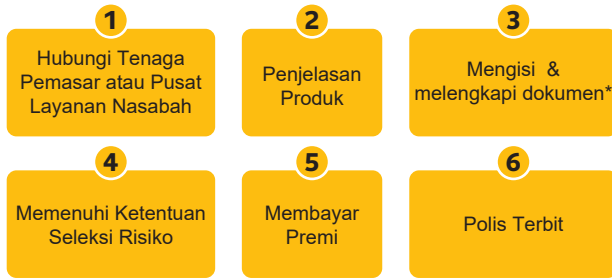 1
Hubungi Tenaga
Pemasar atau Pusat
Layanan Nasabah
2
Penjelasan
Produk
3
Mengisi &
melengkapi dokumen*
4
Memenuhi Ketentuan
Seleksi Risiko
5
Membayar
Premi
6
Polis Terbit